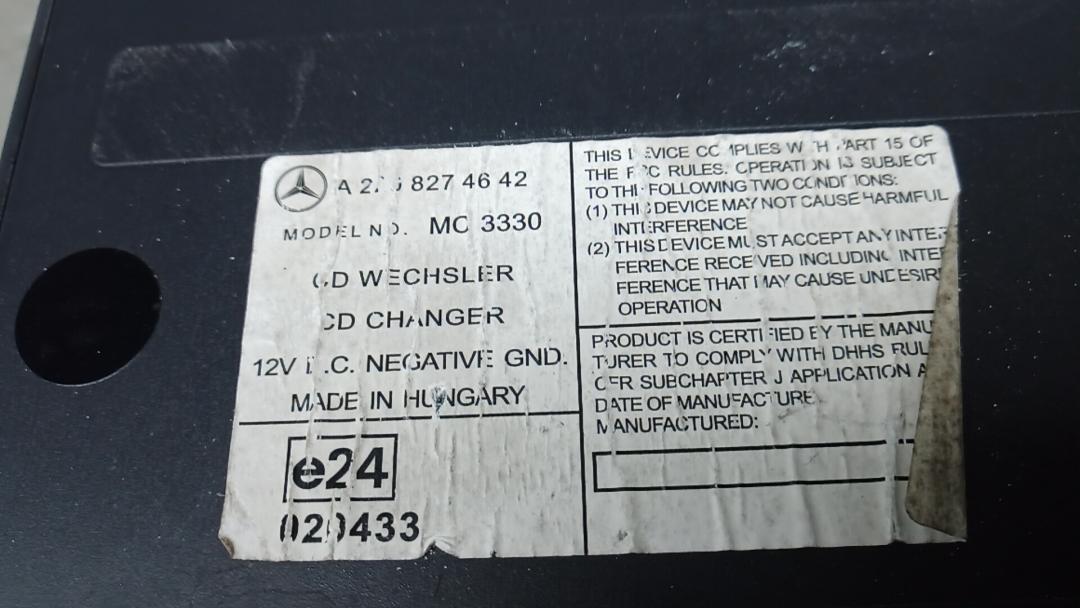 A 827 46 42
MODEL NO. MC 3330
CD WECHSLER
CD CHANGER
12V D.C. NEGATIVE GND.
MADE IN HUNGARY
e24
020433
THIS DEVICE COMPLIES WITH PART 15 OF
THE FCC RULES. OPERATION IS SUBJECT
TO THE FOLLOWING TWO CONDITIONS:
(1) THIS DEVICE MAY NOT CAUSE HARMFUL
INTERFERENCE
(2) THIS DEVICE MUST ACCEPT ANY INTER-
FERENCE RECEIVED INCLUDING INTE
FERENCE THAT MAY CAUSE UNDESIR
OPERATION
PRODUCT IS CERTIFIED BY THE MANU
TURER TO COMPLY WITH DHHS RUL
CFR SUBCHAPTER J APPLICATION A
DATE OF MANUFACTURE
MANUFACTURED: